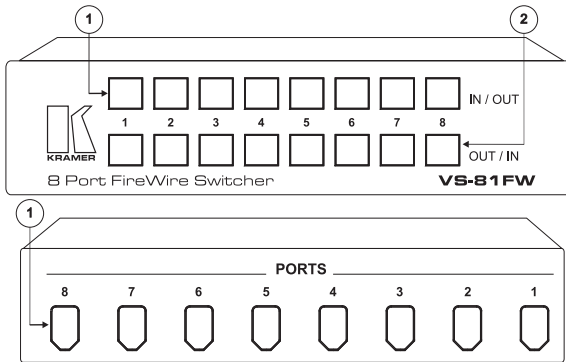 1 2
IN / OUT
1 2 3 4 5 6 7 8
KRAMER
OUT / IN
8 Port FireWire Switcher VS-81FW
1
PORTS
8 7 6 5 4 3 2 1
1